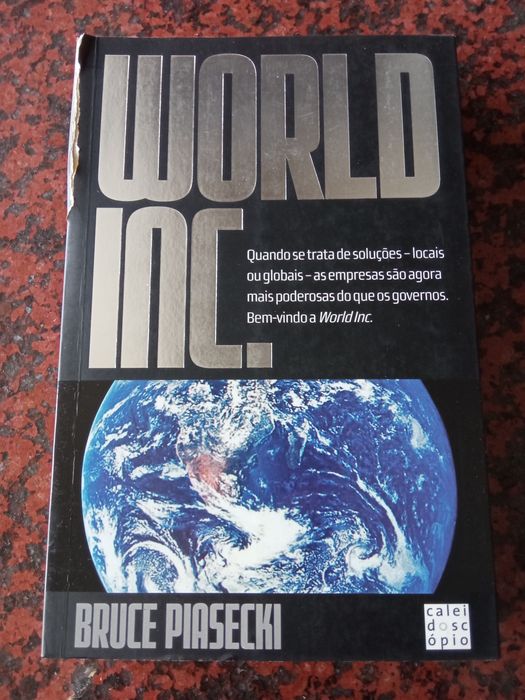 WORLD
INC.
Quando se trata de soluções – locais
ou globais – as empresas são agora
mais poderosas do que os governos.
Bem-vindo a World Inc.
BRUCE PIASECKI
calei
dosc
ópio